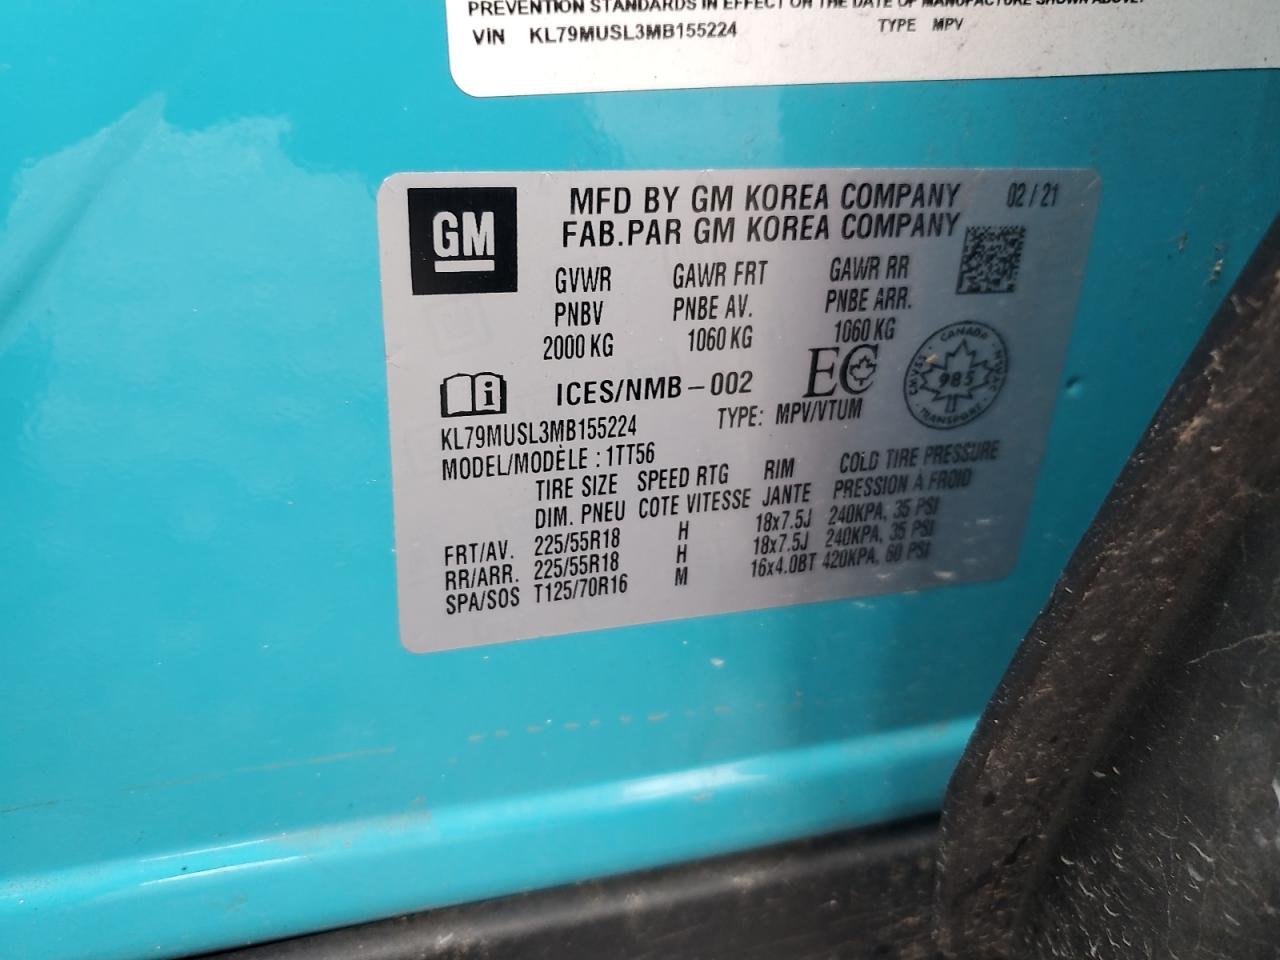 PREVENTION STANDARDS IN EFFECT ON THE DATE OF MANUFACTURE SHOWN ABOVE.
VIN KL79MUSL3MB155224 TYPE MPV
GM
MFD BY GM KOREA COMPANY 02 / 21
FAB.PAR GM KOREA COMPANY
GVWR GAWR FRT GAWR RR
PNBV PNBE AV. PNBE ARR.
2000 KG 1060 KG 1060 KG
i ICES/NMB-002 EC
CANADA
985
TRANSPORT
KL79MUSL3MB155224 TYPE: MPV/VTUM
MODEL/MODÈLE : 1TT56
TIRE SIZE SPEED RTG RIM COLD TIRE PRESSURE
DIM. PNEU COTE VITESSE JANTE PRESSION À FROID
FRT/AV. 225/55R18 H 18x7.5J 240KPA, 35 PSI
RR/ARR. 225/55R18 H 18x7.5J 240KPA, 35 PSI
SPA/SOS T125/70R16 M 16x4.0BT 420KPA, 60 PSI